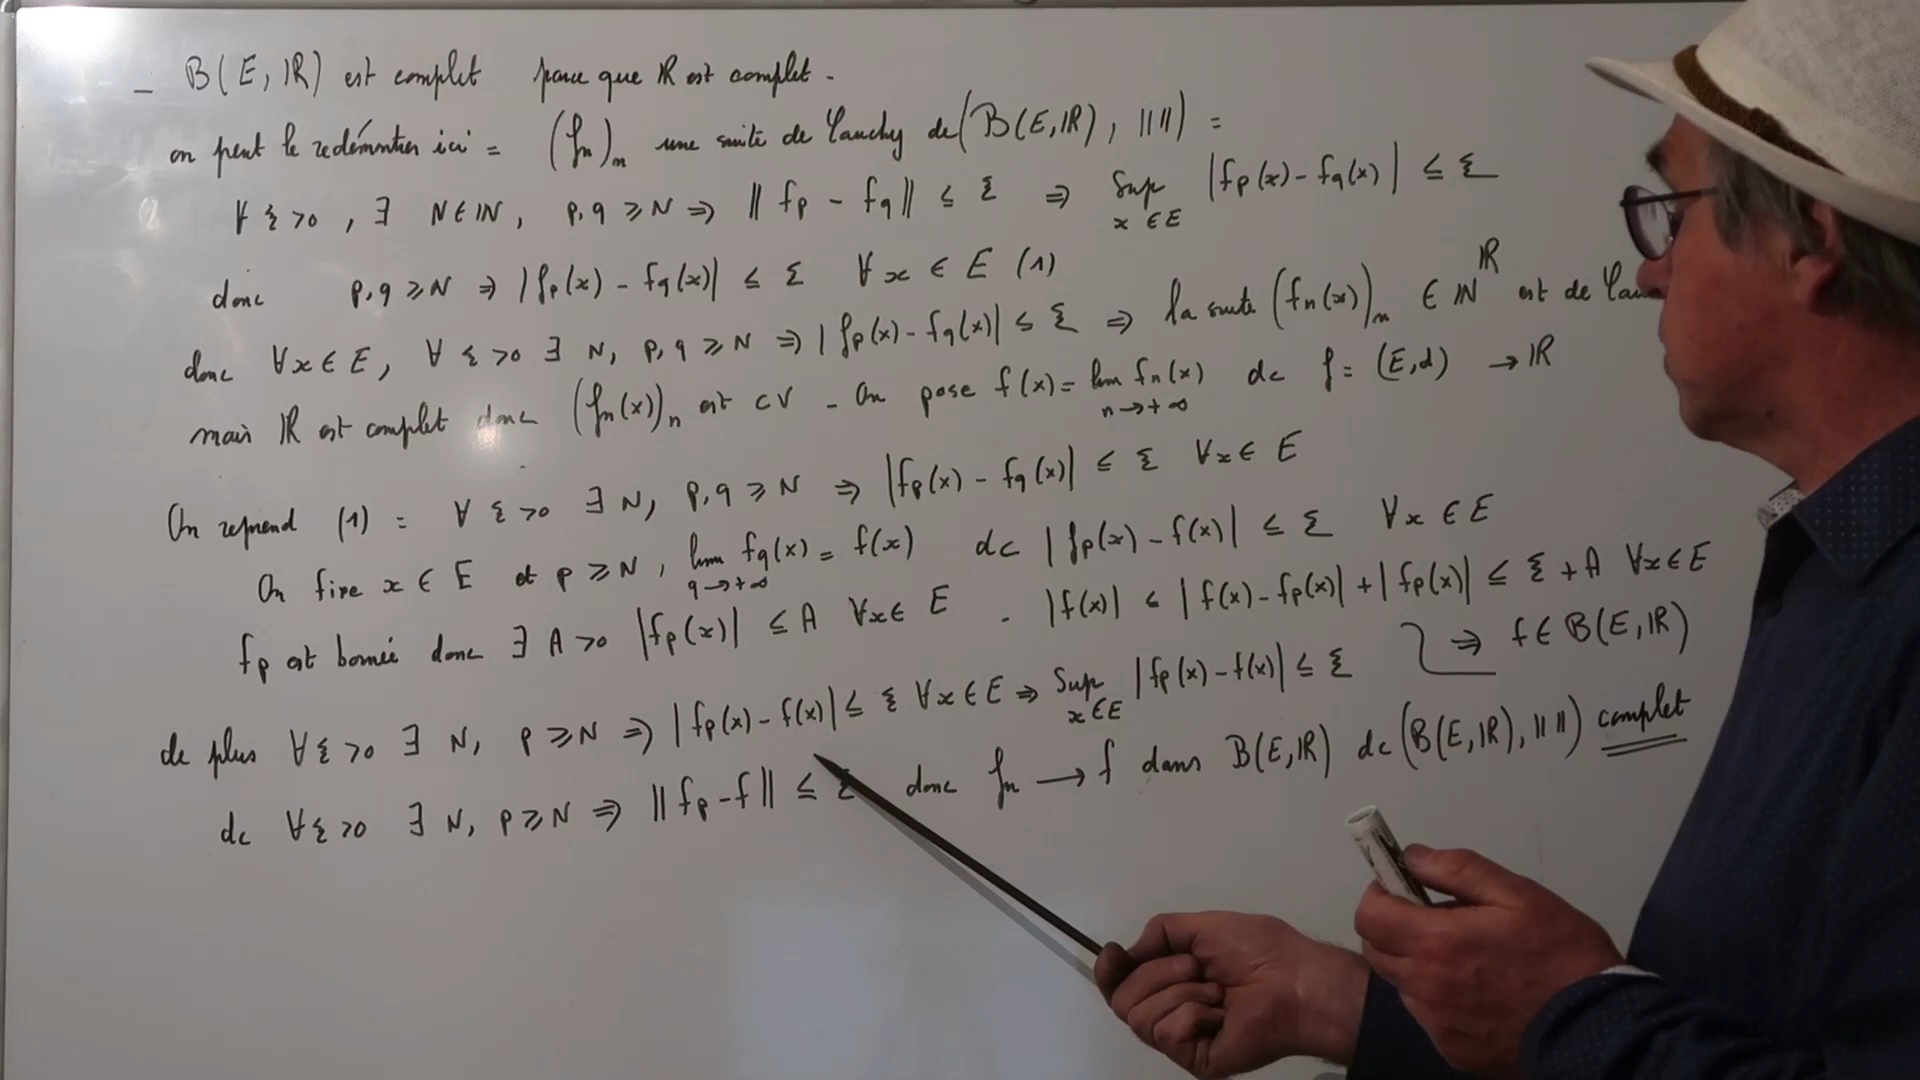 _ B(E, ℝ) est complet parce que ℝ est complet .
on peut le redémontrer ici = (fn)n une suite de Cauchy de (B(E,ℝ), || ||) =
∀ ξ >0 , ∃ N∈ℕ, p,q ≥ N ⇒ || fp - fq || ≤ ξ ⇒ Sup x ∈E |fp(x) - fq(x)| ≤ ξ
donc p,q ≥ N ⇒ |fp(x) - fq(x)| ≤ ξ ∀ x ∈ E (1)
donc ∀x∈ E, ∀ ξ >0 ∃ N, p,q ≥ N ⇒ |fp(x) - fq(x)| ≤ ξ ⇒ la suite (fn(x))n ∈ ℕ^ℝ est de Cau
mais ℝ est complet donc (fn(x))n est CV _ On pose f(x) = lim n→+∞ fn(x) dc f = (E,d) → ℝ
On reprend (1) = ∀ ξ >0 ∃ N, p,q ≥ N ⇒ |fp(x) - fq(x)| ≤ ξ ∀x∈ E
On fixe x ∈ E et p ≥ N , lim q→+∞ fq(x) = f(x) dc |fp(x) - f(x)| ≤ ξ ∀x ∈ E
fp est bornée donc ∃ A >0 |fp(x)| ≤ A ∀x∈ E . |f(x)| ≤ |f(x) - fp(x)| + |fp(x)| ≤ ξ + A ∀x∈E
⇒ f ∈ B(E,ℝ)
de plus ∀ξ >0 ∃ N, p ≥ N ⇒ |fp(x) - f(x)| ≤ ξ ∀x∈E ⇒ Sup x∈E |fp(x) - f(x)| ≤ ξ
dc ∀ξ >0 ∃ N, p ≥ N ⇒ || fp - f || ≤ ξ donc fn → f dans B(E,ℝ) dc (B(E,ℝ), || ||) complet